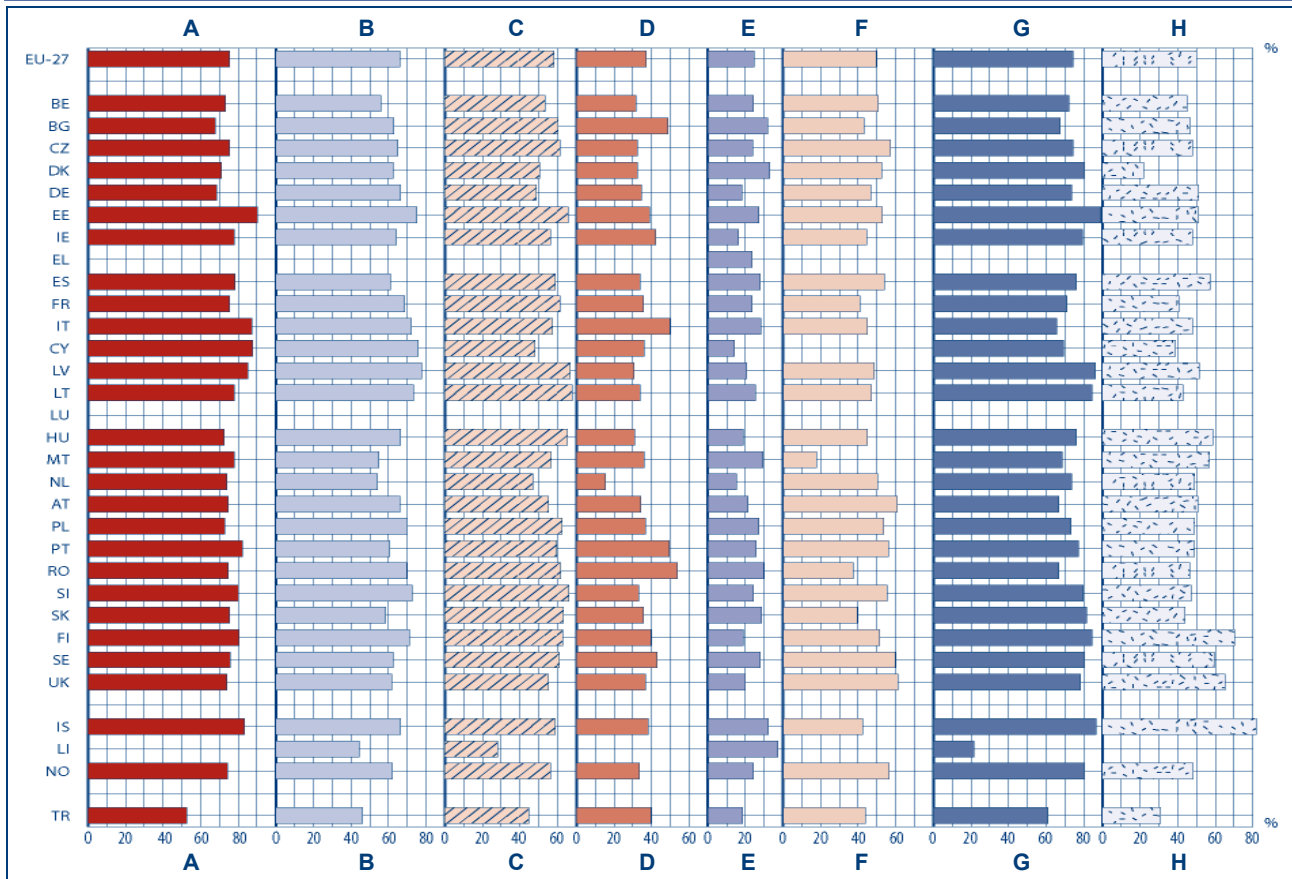 A B C D E F G H
EU-27 %
BE
BG
CZ
DK
DE
EE
IE
EL
ES
FR
IT
CY
LV
LT
LU
HU
MT
NL
AT
PL
PT
RO
SI
SK
FI
SE
UK
IS
LI
NO
TR %
0 20 40 60 80 0 20 40 60 80 0 20 40 60 0 20 40 60 0 20 0 20 40 60 0 20 40 60 80 0 20 40 60 80
A B C D E F G H